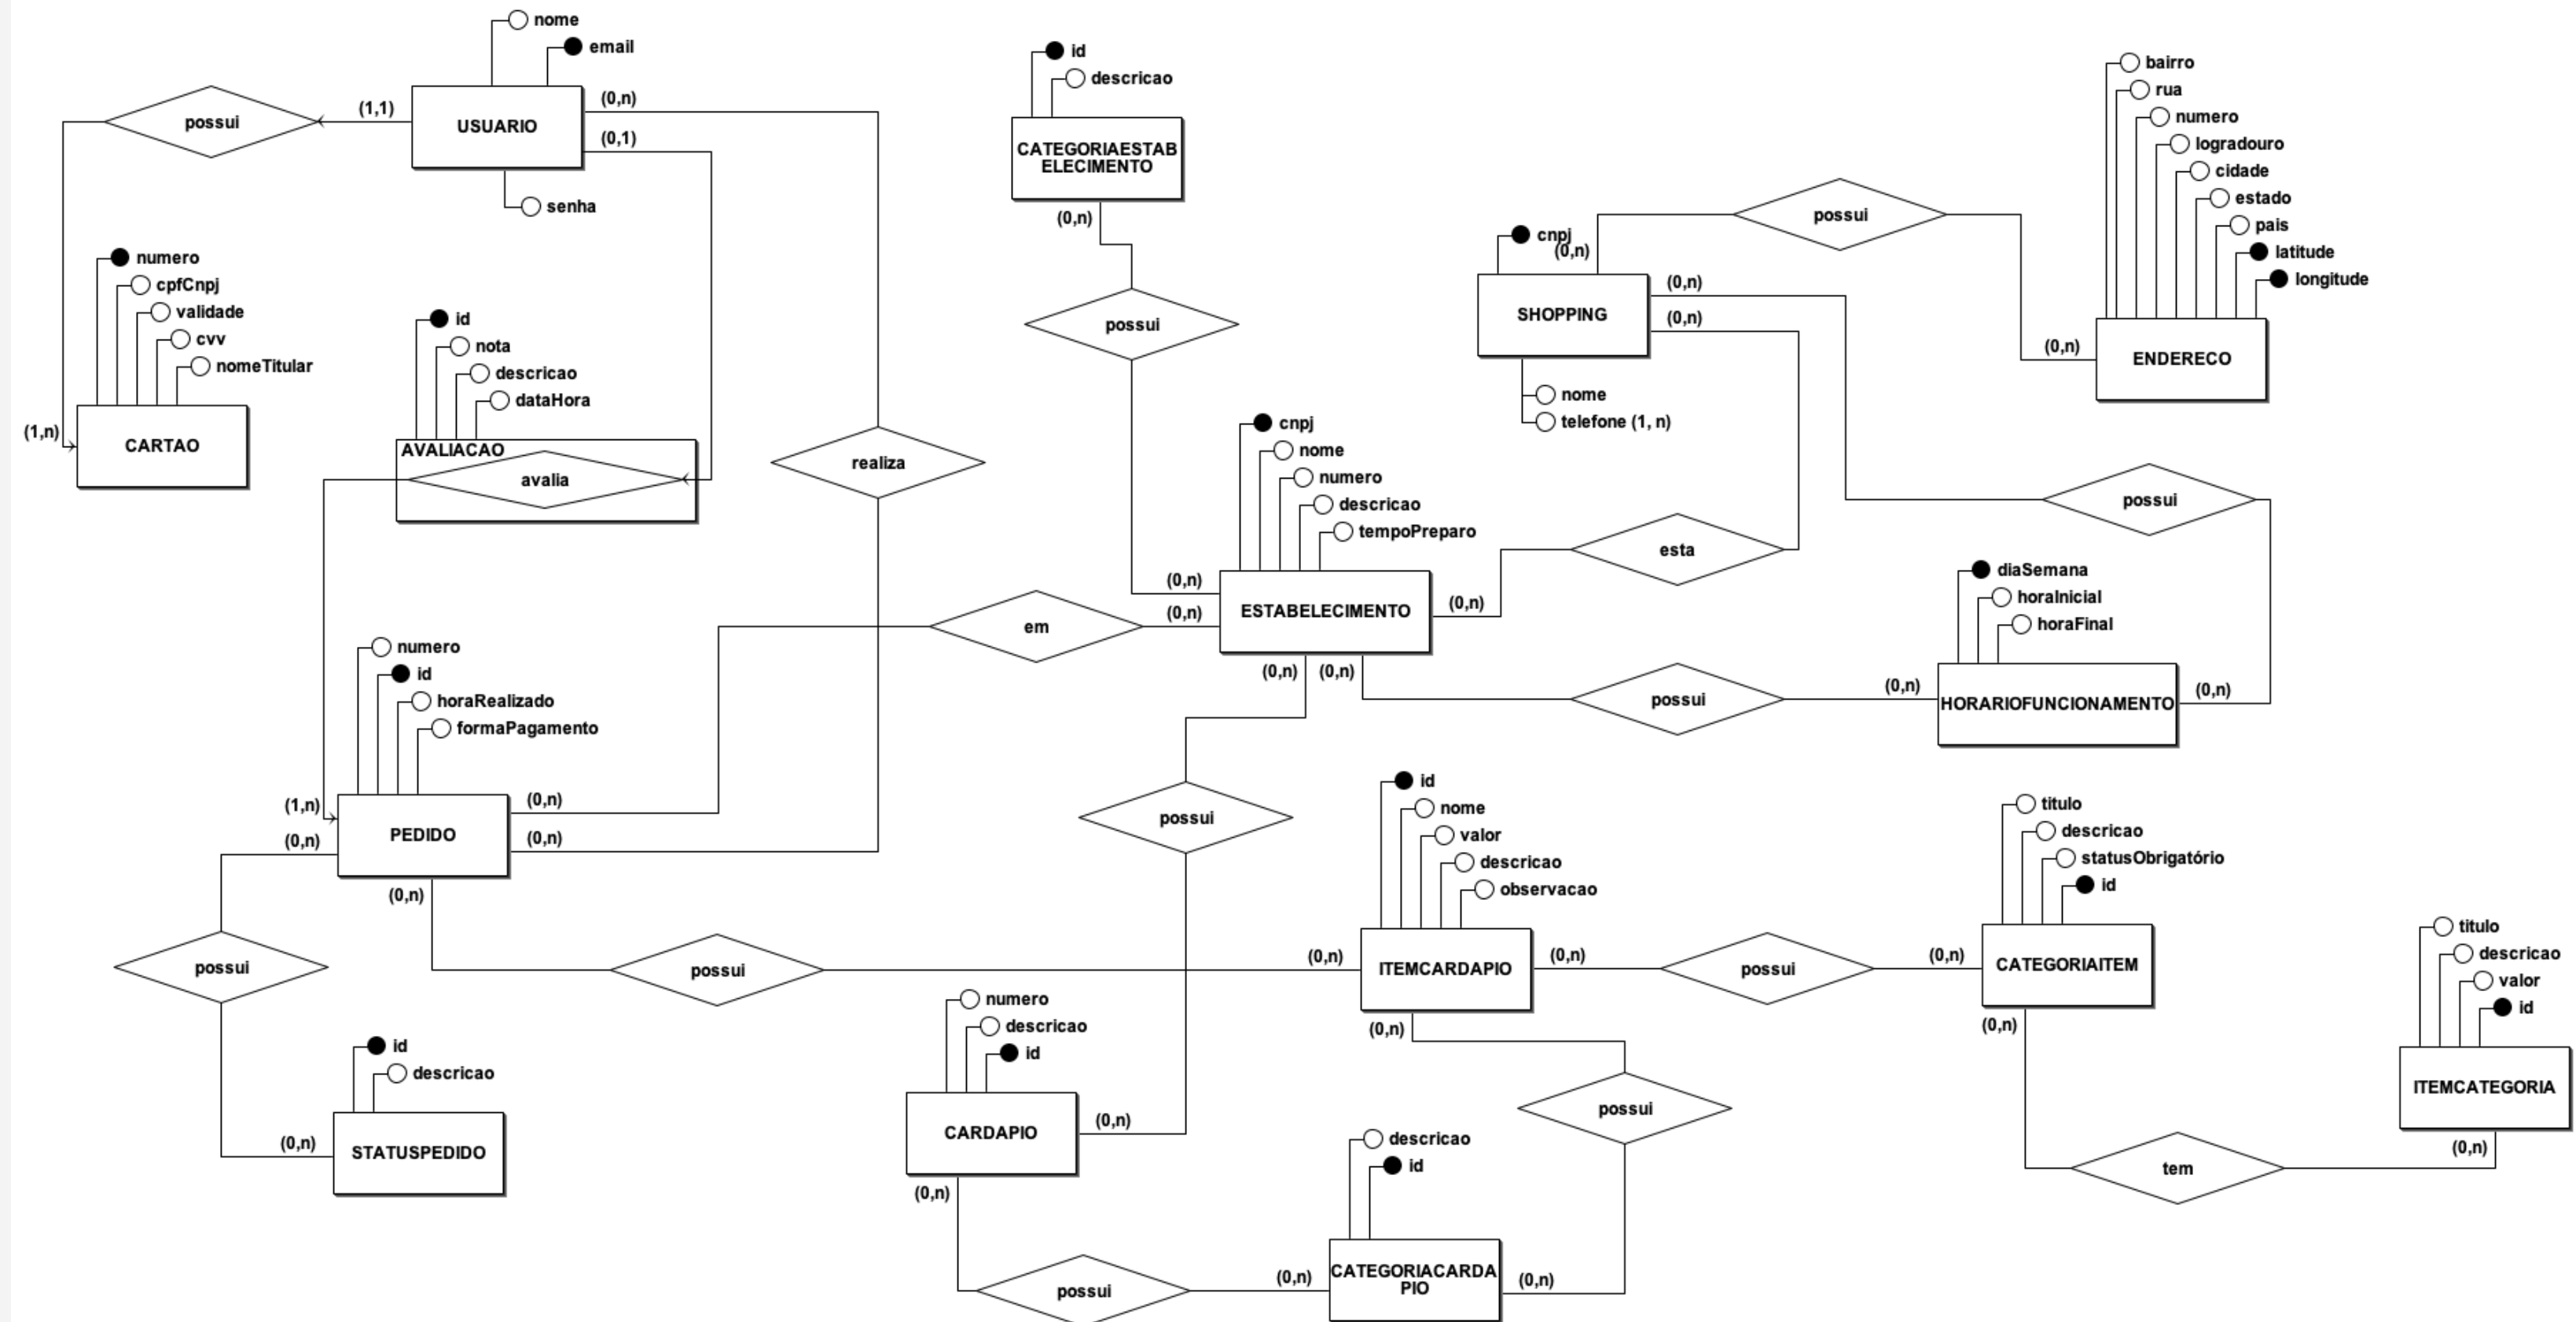 nome
email
(1,1)
(0,n)
possui
USUARIO
(0,1)
senha
numero
cpfCnpj
validade
cvv
nomeTitular
(1,n)
CARTAO
id
nota
descricao
dataHora
AVALIACAO
avalia
realiza
id
descricao
CATEGORIAESTAB
ELECIMENTO
(0,n)
possui
(0,n)
(0,n)
cnpj
nome
numero
descricao
tempoPreparo
ESTABELECIMENTO
(0,n)
(0,n)
(0,n)
em
cnpj
(0,n)
SHOPPING
(0,n)
(0,n)
nome
telefone (1, n)
possui
bairro
rua
numero
logradouro
cidade
estado
pais
latitude
longitude
(0,n)
ENDERECO
esta
possui
diaSemana
horaInicial
horaFinal
HORARIOFUNCIONAMENTO
(0,n)
(0,n)
possui
numero
id
horaRealizado
formaPagamento
(1,n)
(0,n)
PEDIDO
(0,n)
(0,n)
(0,n)
possui
possui
possui
id
descricao
(0,n)
STATUSPEDIDO
id
nome
valor
descricao
observacao
(0,n)
ITEMCARDAPIO
(0,n)
(0,n)
possui
titulo
descricao
statusObrigatório
id
(0,n)
CATEGORIAITEM
(0,n)
titulo
descricao
valor
id
ITEMCATEGORIA
(0,n)
tem
numero
descricao
id
CARDAPIO
(0,n)
(0,n)
possui
possui
descricao
id
(0,n)
CATEGORIACARDA
PIO
(0,n)